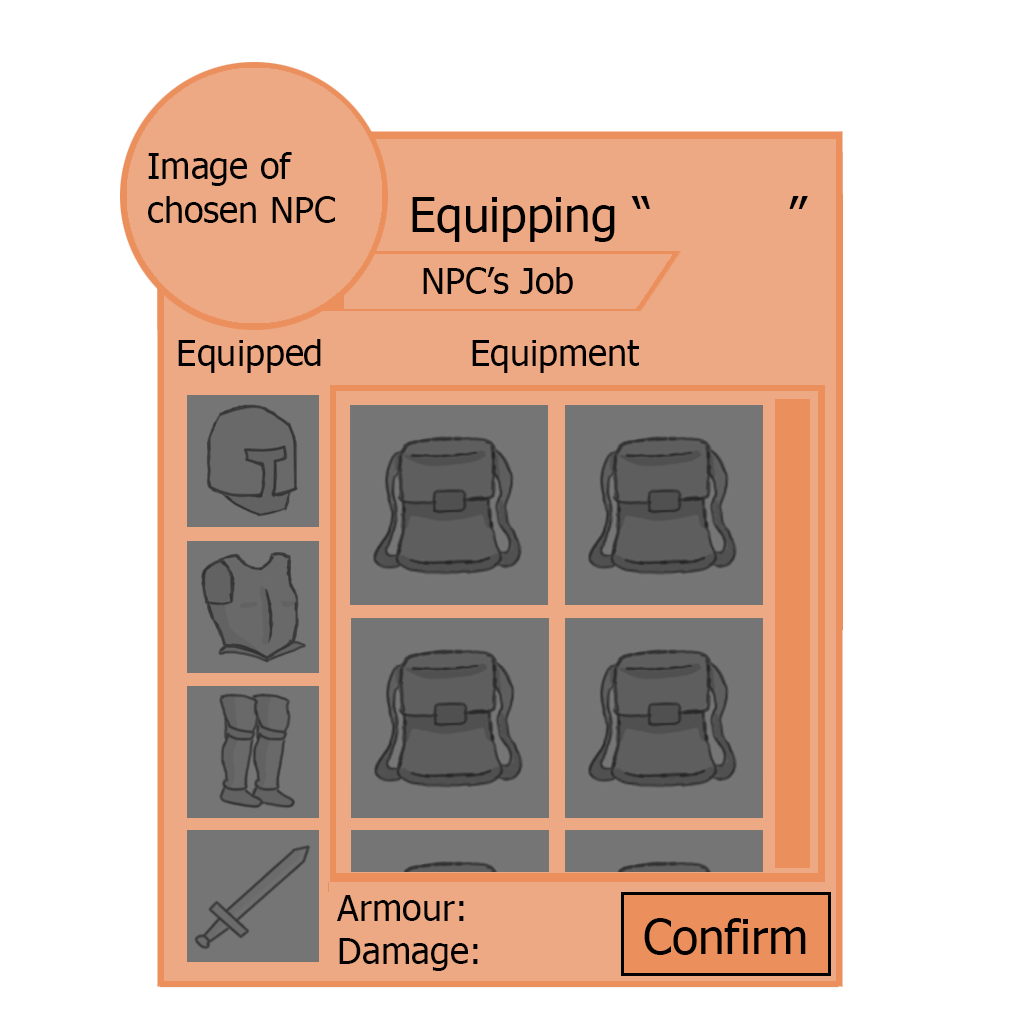 Image of
chosen NPC
Equipping “ ”
NPC’s Job
Equipped
Equipment
Armour:
Damage:
Confirm